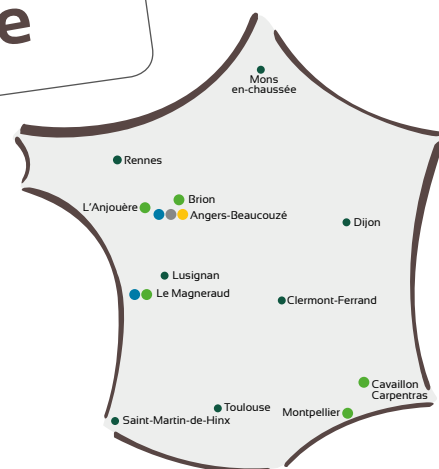 e
Mons
en-chaussée
Rennes
Brion
L'Anjouère
Angers-Beaucouzé
Dijon
Lusignan
Le Magneraud
Clermont-Ferrand
Cavaillon
Carpentras
Toulouse
Montpellier
Saint-Martin-de-Hinx